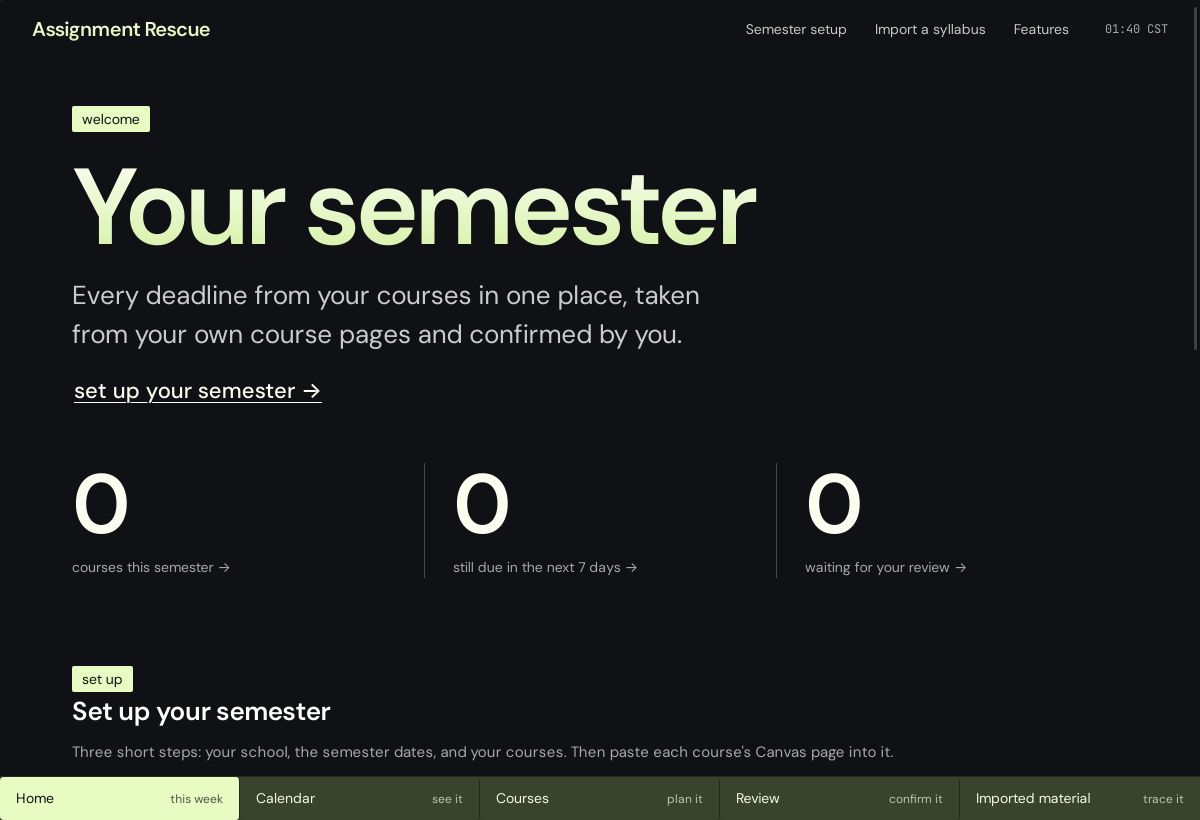 Assignment Rescue
Semester setup
Import a syllabus
Features
01:40 CST
welcome
Your semester
Every deadline from your courses in one place, taken
from your own course pages and confirmed by you.
set up your semester →
0
courses this semester →
0
still due in the next 7 days →
0
waiting for your review →
set up
Set up your semester
Three short steps: your school, the semester dates, and your courses. Then paste each course's Canvas page into it.
Home this week
Calendar see it
Courses plan it
Review confirm it
Imported material trace it